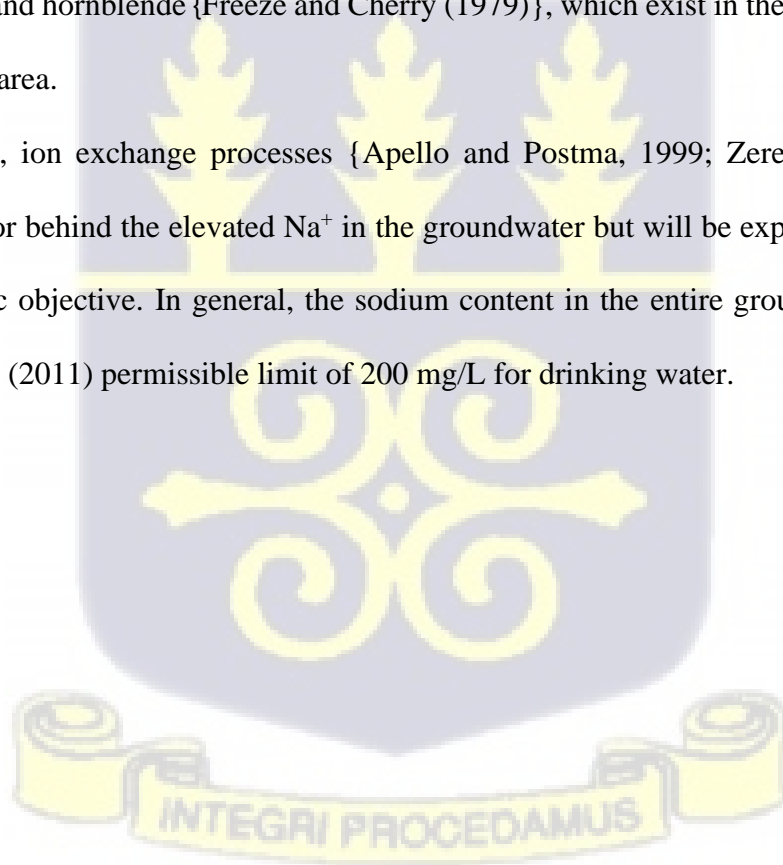 and hornblende {Freeze and Cherry (1979)}, which exist in the
area.
, ion exchange processes {Apello and Postma, 1999; Zere
or behind the elevated Na⁺ in the groundwater but will be exp
c objective. In general, the sodium content in the entire grou
(2011) permissible limit of 200 mg/L for drinking water.
INTEGRI PROCEDAMUS